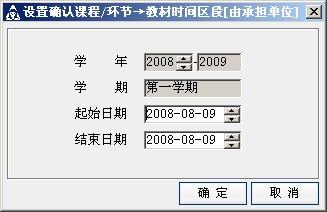 设置确认课程/环节→教材时间区段[由承担单位]
学 年 2008-2009
学 期 第一学期
起始日期 2008-08-09
结束日期 2008-08-09
确 定 取 消